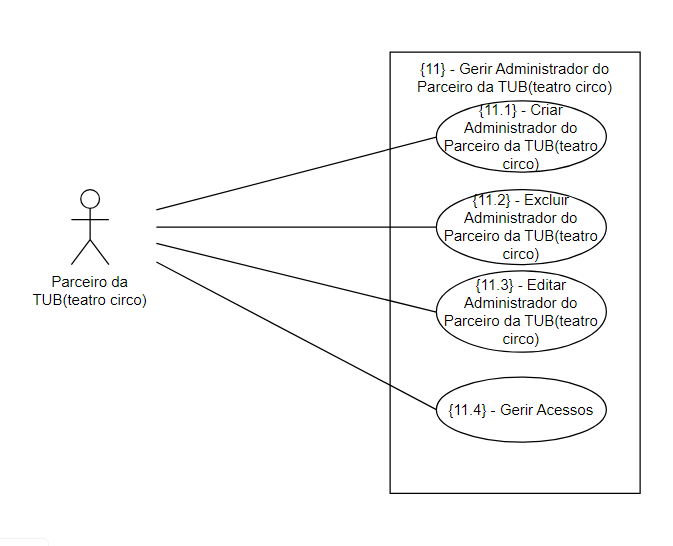 {11} - Gerir Administrador do
Parceiro da TUB(teatro circo)
{11.1} - Criar
Administrador do
Parceiro da TUB(teatro
circo)
{11.2} - Excluir
Administrador do
Parceiro da TUB(teatro
circo)
{11.3} - Editar
Administrador do
Parceiro da TUB(teatro
circo)
{11.4} - Gerir Acessos
Parceiro da
TUB(teatro circo)